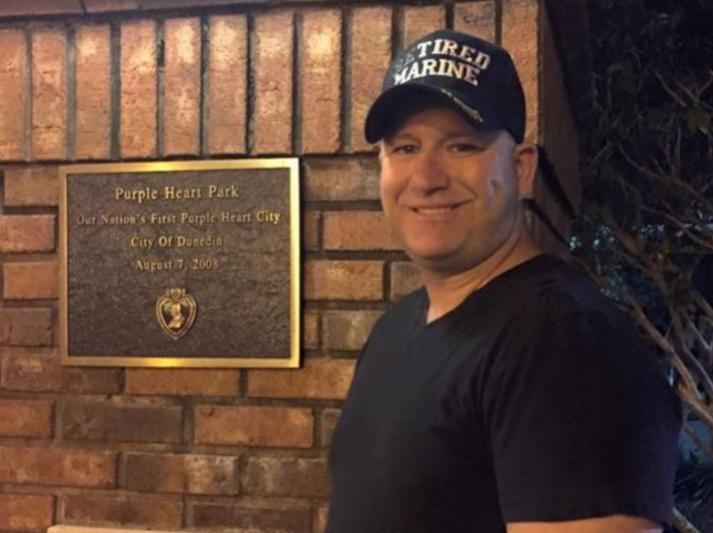 RETIRED
MARINE
Purple Heart Park
Our Nation's First Purple Heart City
City Of Dunedin
August 7, 2008